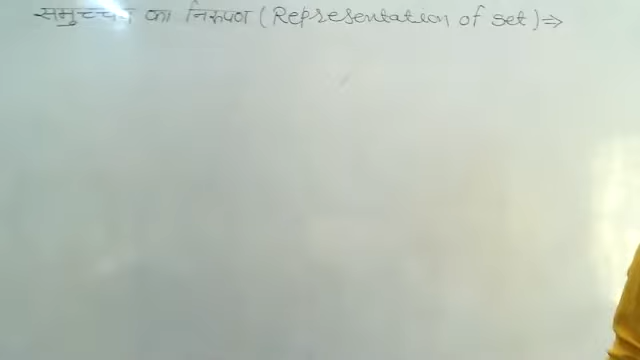 समुच्चय का निरुपण (Representation of set) ⇒